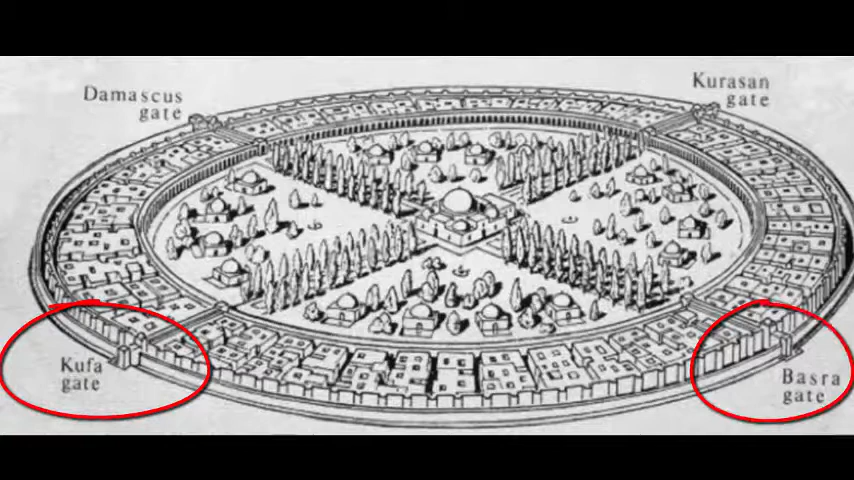 Damascus
gate
Kurasan
gate
Kufa
gate
Basra
gate